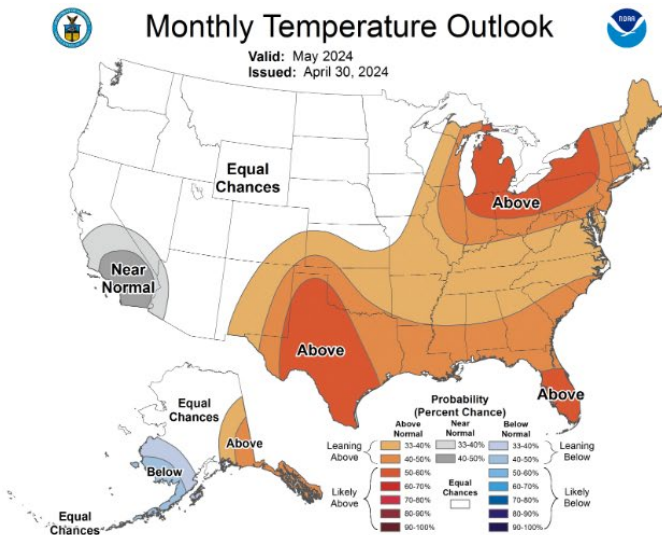 Monthly Temperature Outlook
Valid: May 2024
Issued: April 30, 2024
NOAA
Equal
Chances
Above
Near
Normal
Above
Above
Equal
Chances
Above
Below
Equal
Chances
Probability
(Percent Chance)
Above
Normal
Near
Normal
Below
Normal
Leaning
Above
33-40%
40-50%
50-60%
Likely
Above
60-70%
70-80%
80-90%
90-100%
33-40%
40-50%
Equal
Chances
33-40%
40-50%
50-60%
60-70%
70-80%
80-90%
90-100%
Leaning
Below
Likely
Below